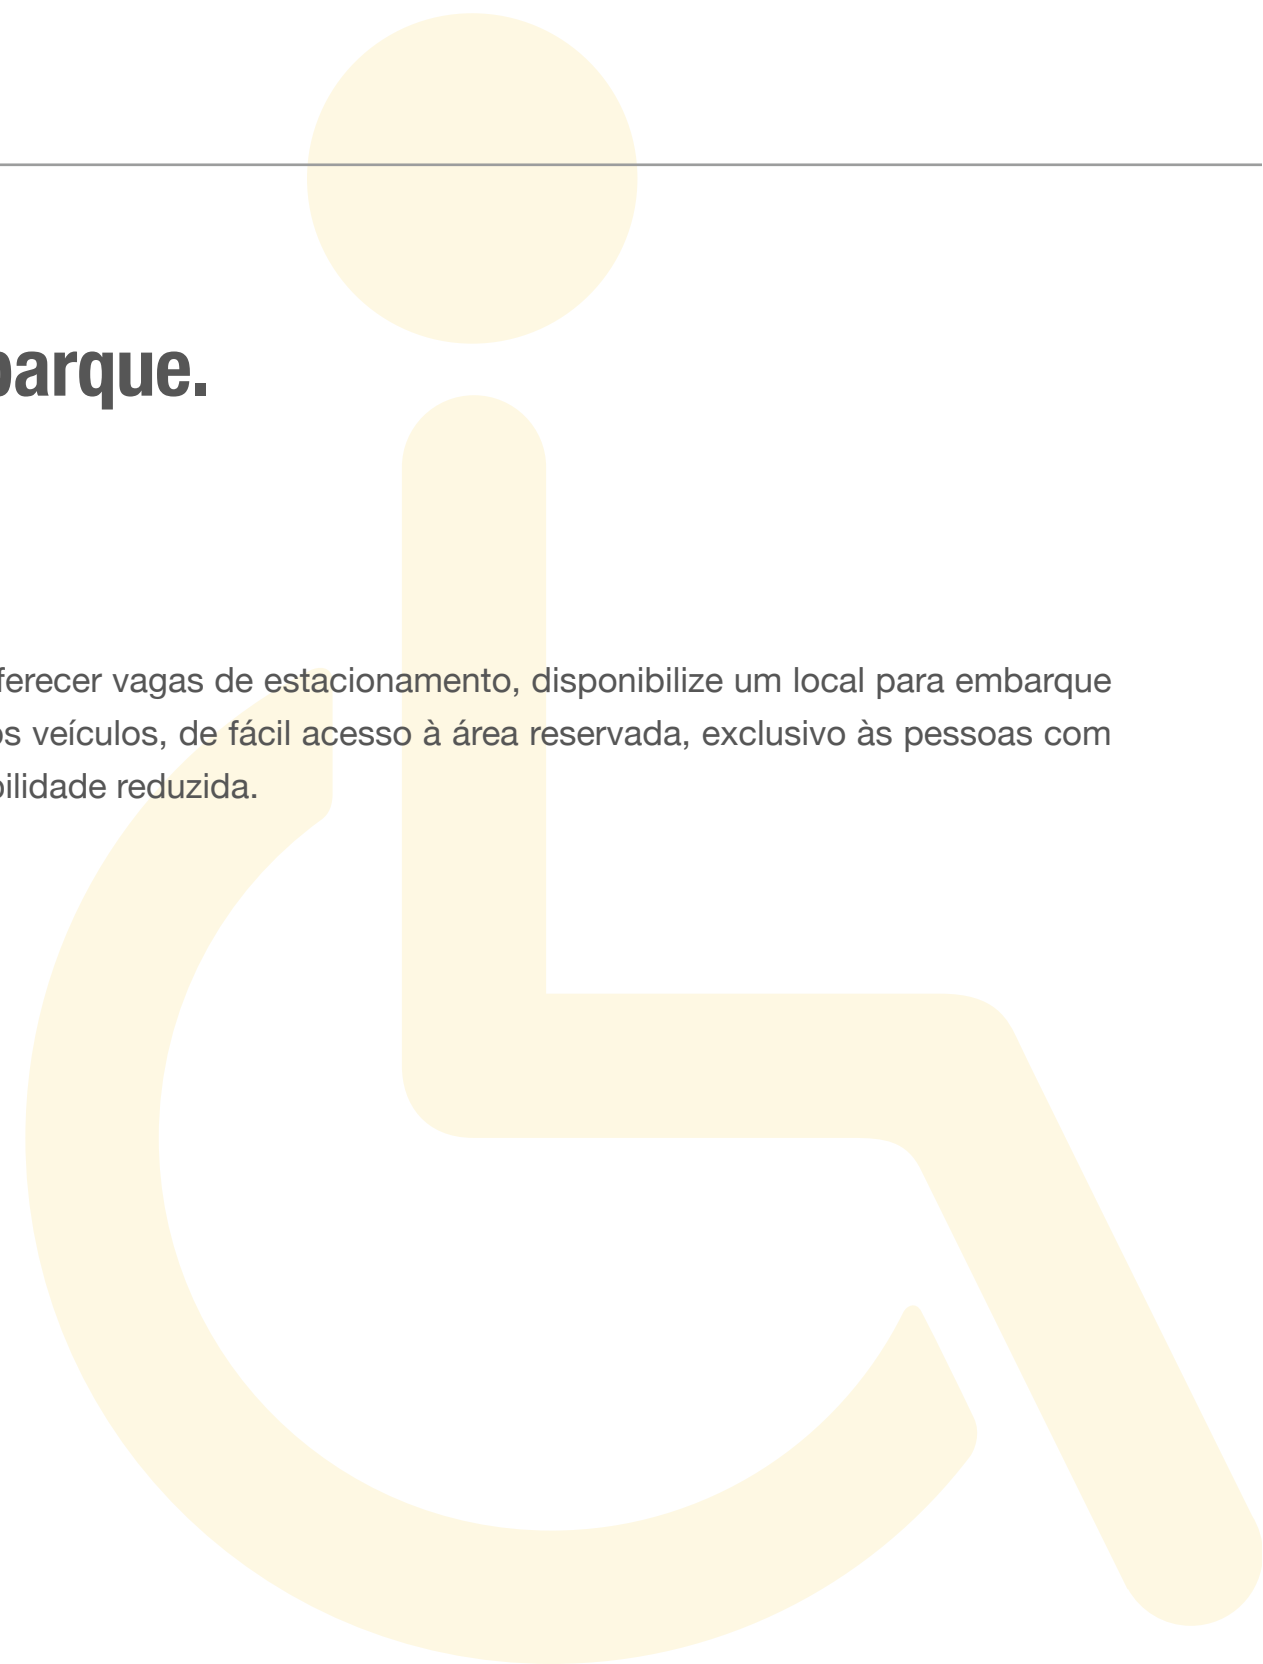 barque.
ferecer vagas de estacionamento, disponibilize um local para embarque
os veículos, de fácil acesso à área reservada, exclusivo às pessoas com
bilidade reduzida.